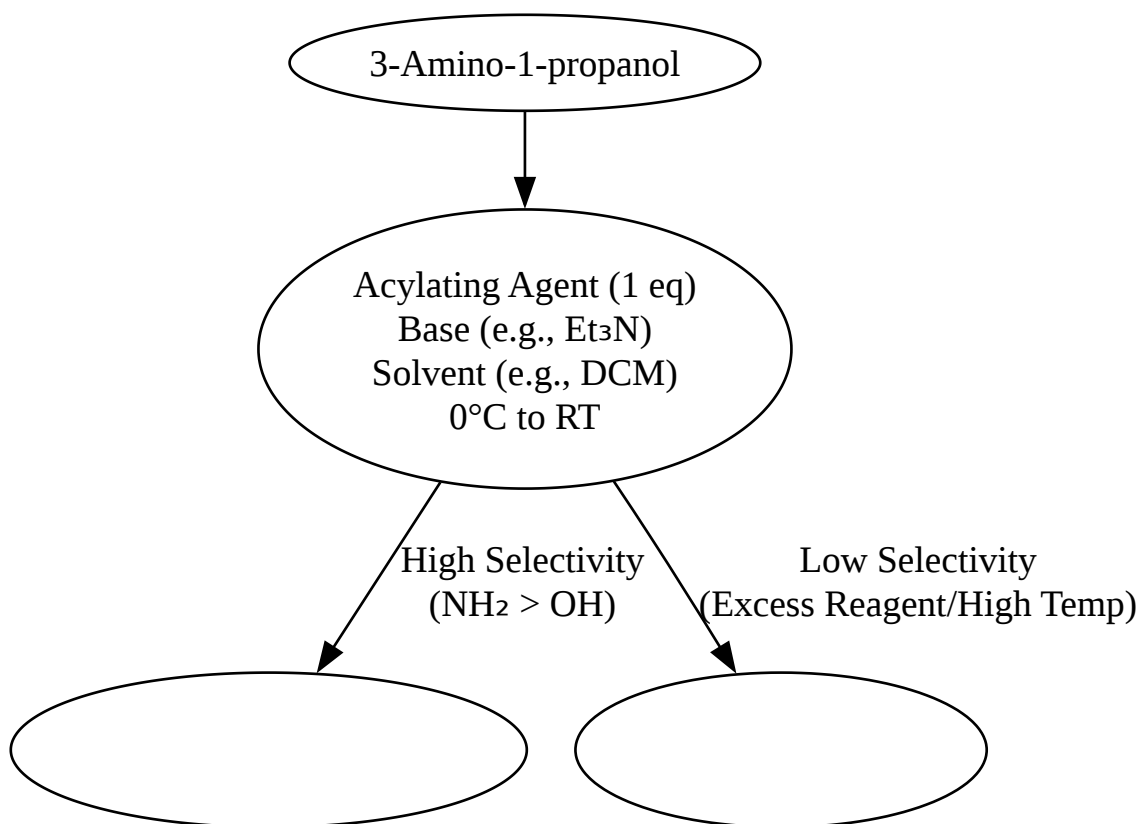 3-Amino-1-propanol
Acylating Agent (1 eq)
Base (e.g., Et₃N)
Solvent (e.g., DCM)
0°C to RT
High Selectivity
(NH₂ > OH)
Low Selectivity
(Excess Reagent/High Temp)